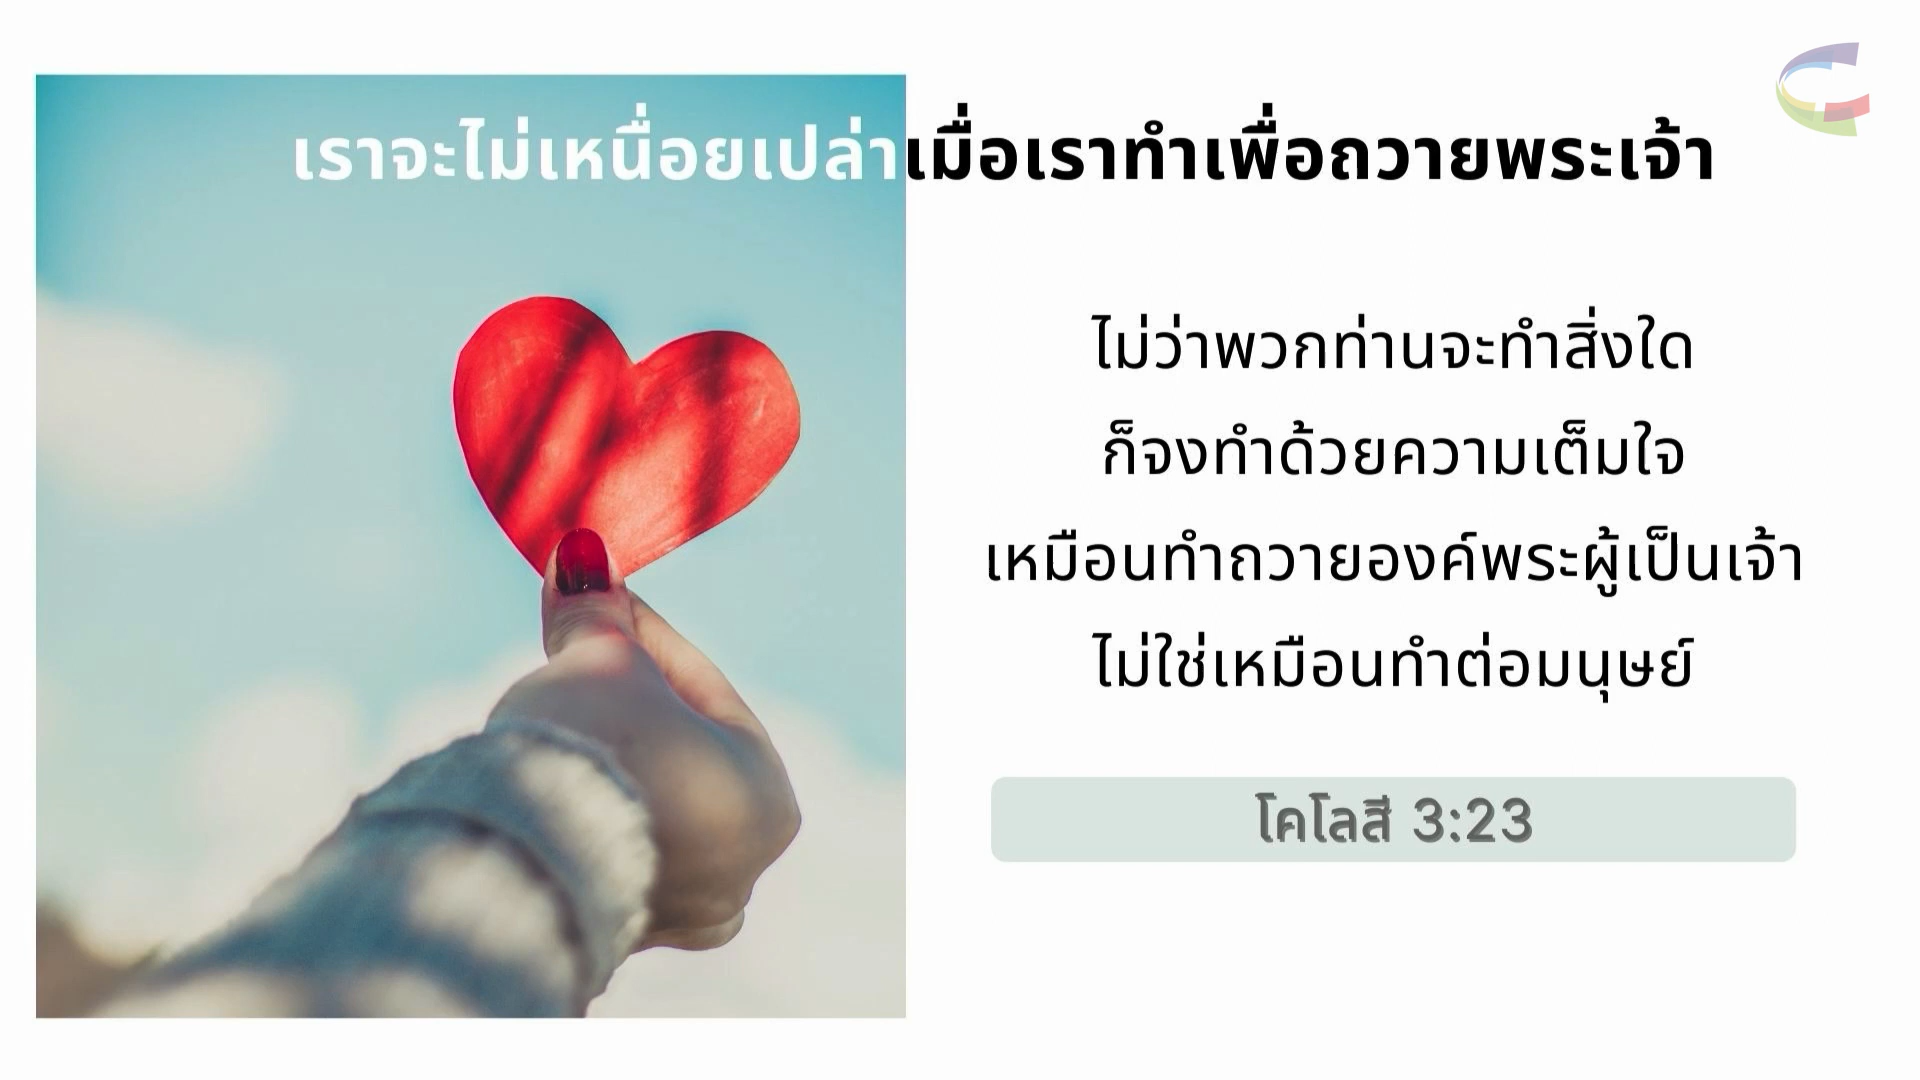 เราจะไม่เหนื่อยเปล่าเมื่อเราทำเพื่อถวายพระเจ้า
ไม่ว่าพวกท่านจะทำสิ่งใด
ก็จงทำด้วยความเต็มใจ
เหมือนทำถวายองค์พระผู้เป็นเจ้า
ไม่ใช่เหมือนทำต่อมนุษย์
โคโลสี 3:23